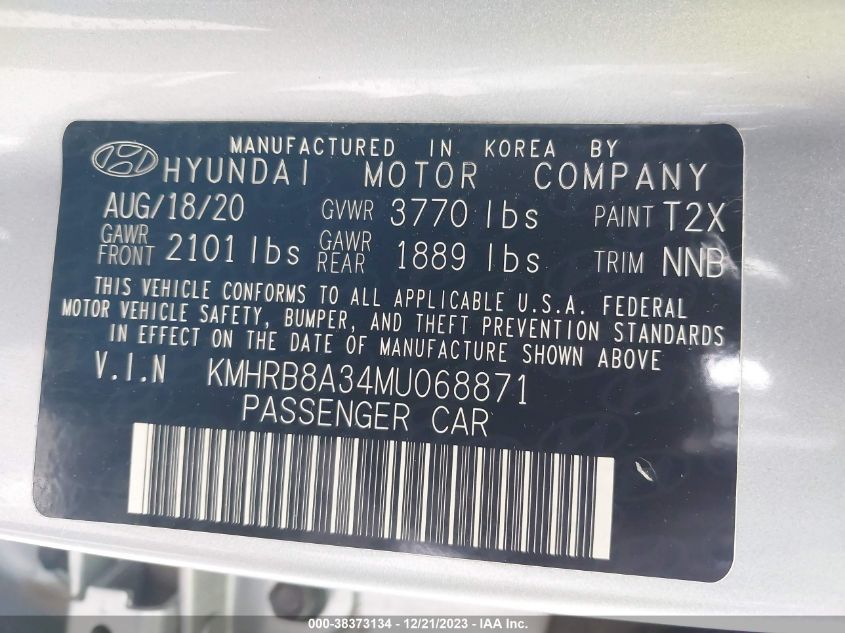 MANUFACTURED IN KOREA BY
HYUNDAI MOTOR COMPANY
AUG/18/20 GVWR 3770 lbs PAINT T2X
GAWR FRONT 2101 lbs GAWR REAR 1889 lbs TRIM NNB
THIS VEHICLE CONFORMS TO ALL APPLICABLE U.S.A. FEDERAL
MOTOR VEHICLE SAFETY, BUMPER, AND THEFT PREVENTION STANDARDS
IN EFFECT ON THE DATE OF MANUFACTURE SHOWN ABOVE
V.I.N KMHRB8A34MU068871
PASSENGER CAR
000-38373134 - 12/21/2023 - IAA Inc.